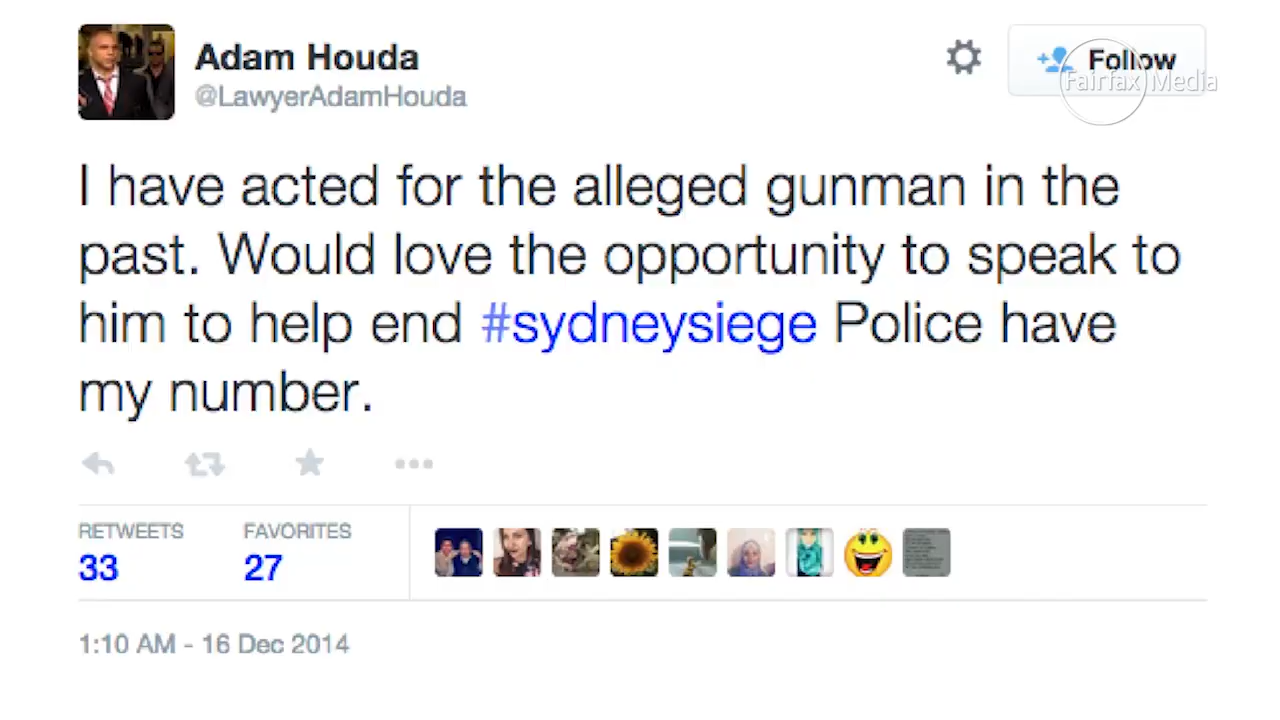 Adam Houda
@LawyerAdamHouda
Follow
Fairfax Media
I have acted for the alleged gunman in the
past. Would love the opportunity to speak to
him to help end #sydneysiege Police have
my number.
RETWEETS
33
FAVORITES
27
1:10 AM - 16 Dec 2014